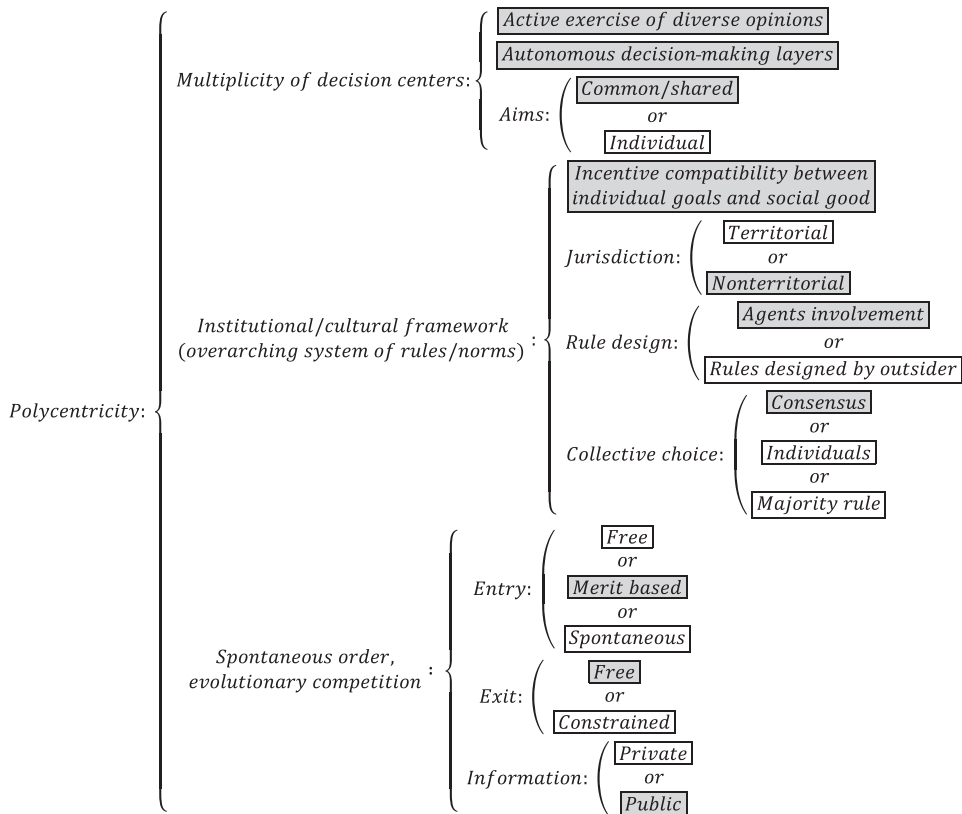 Active exercise of diverse opinions
Autonomous decision-making layers
Multiplicity of decision centers:
Common/shared
Aims:
or
Individual
Incentive compatibility between
individual goals and social good
Territorial
Jurisdiction:
or
Nonterritorial
Agents involvement
Institutional/cultural framework
(overarching system of rules/norms) :
Rule design:
or
Rules designed by outsider
Polycentricity:
Consensus
or
Collective choice:
Individuals
or
Majority rule
Free
or
Entry:
Merit based
or
Spontaneous
Spontaneous order,
evolutionary competition :
Free
Exit:
or
Constrained
Private
Information:
or
Public